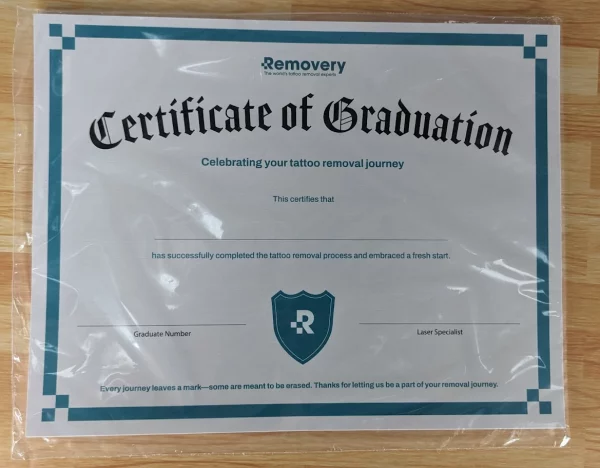 Removery
The world's tattoo removal experts
Certificate of Graduation
Celebrating your tattoo removal journey
This certifies that
has successfully completed the tattoo removal process and embraced a fresh start.
R
Graduate Number
Laser Specialist
Every journey leaves a mark—some are meant to be erased. Thanks for letting us be a part of your removal journey.